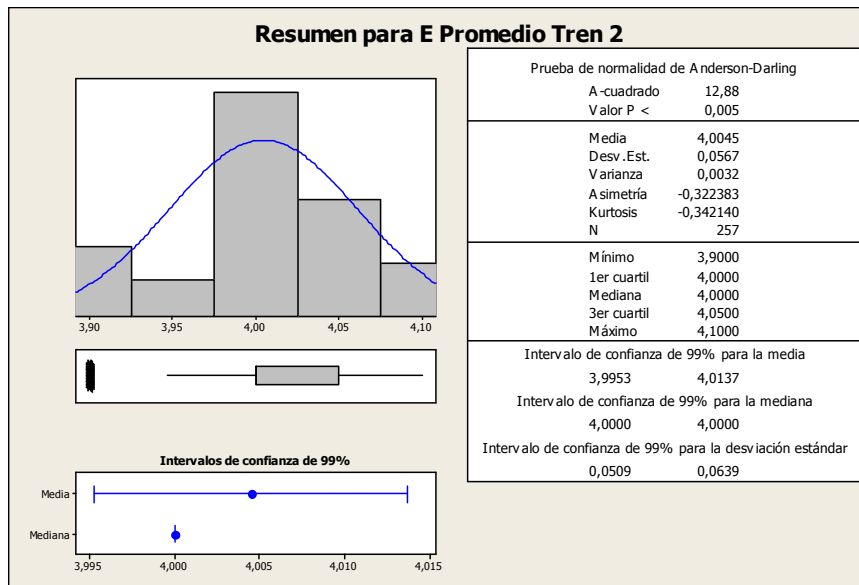 Resumen para E Promedio Tren 2
3,90 3,95 4,00 4,05 4,10
Intervalos de confianza de 99%
Media
Mediana
3,995 4,000 4,005 4,010 4,015
Prueba de normalidad de Anderson-Darling
A-cuadrado 12,88
Valor P < 0,005
Media 4,0045
Desv.Est. 0,0567
Varianza 0,0032
Asimetría -0,322383
Kurtosis -0,342140
N 257
Mínimo 3,9000
1er cuartil 4,0000
Mediana 4,0000
3er cuartil 4,0500
Máximo 4,1000
Intervalo de confianza de 99% para la media
3,9953 4,0137
Intervalo de confianza de 99% para la mediana
4,0000 4,0000
Intervalo de confianza de 99% para la desviación estándar
0,0509 0,0639